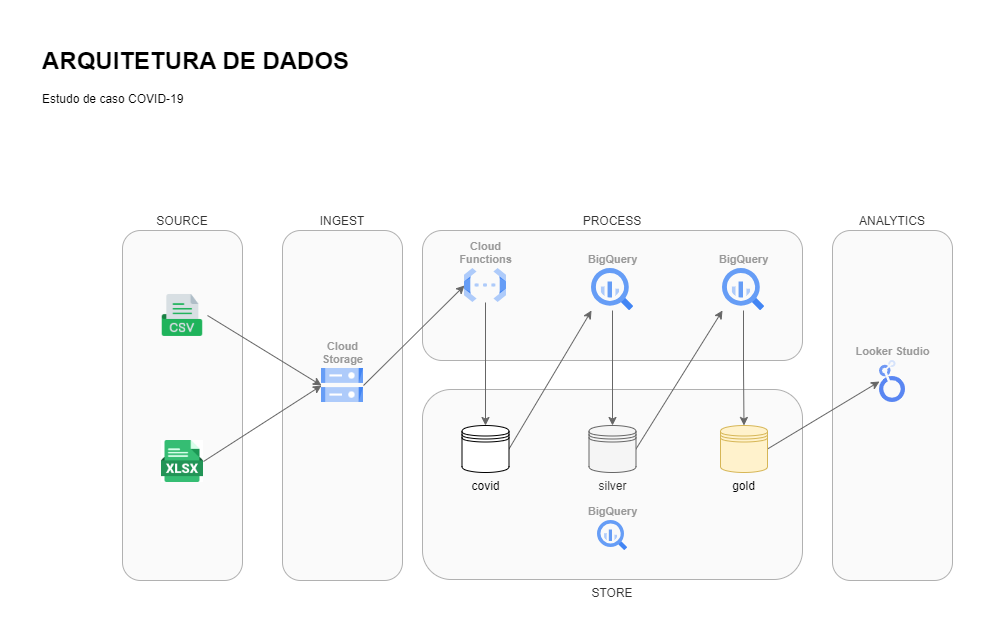 ARQUITETURA DE DADOS
Estudo de caso COVID-19
SOURCE
INGEST
PROCESS
ANALYTICS
Cloud
Functions
BigQuery
BigQuery
CSV
Cloud
Storage
Looker Studio
XLSX
covid
silver
gold
BigQuery
STORE